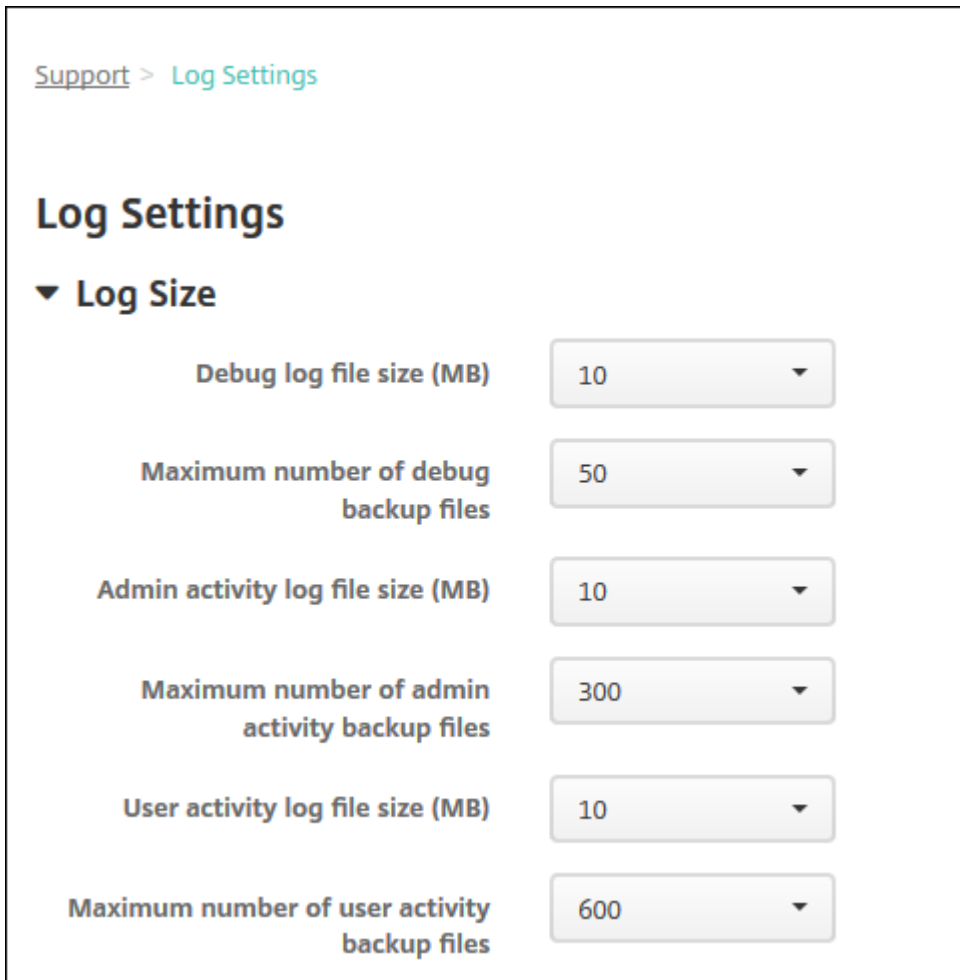 Support > Log Settings
Log Settings
Log Size
Debug log file size (MB)
10
Maximum number of debug
backup files
50
Admin activity log file size (MB)
10
Maximum number of admin
activity backup files
300
User activity log file size (MB)
10
Maximum number of user activity
backup files
600